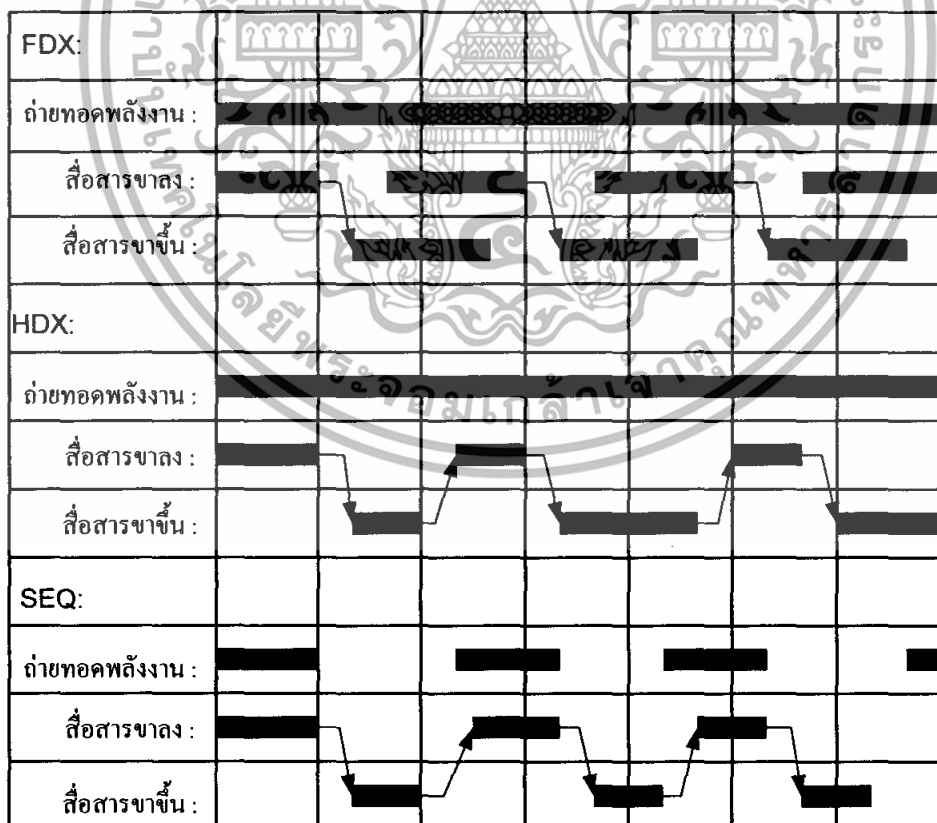 FDX:
ถ่ายทอดพลังงาน :
สื่อสารขาลง :
สื่อสารขาขึ้น :
HDX:
ถ่ายทอดพลังงาน :
สื่อสารขาลง :
สื่อสารขาขึ้น :
SEQ:
ถ่ายทอดพลังงาน :
สื่อสารขาลง :
สื่อสารขาขึ้น :